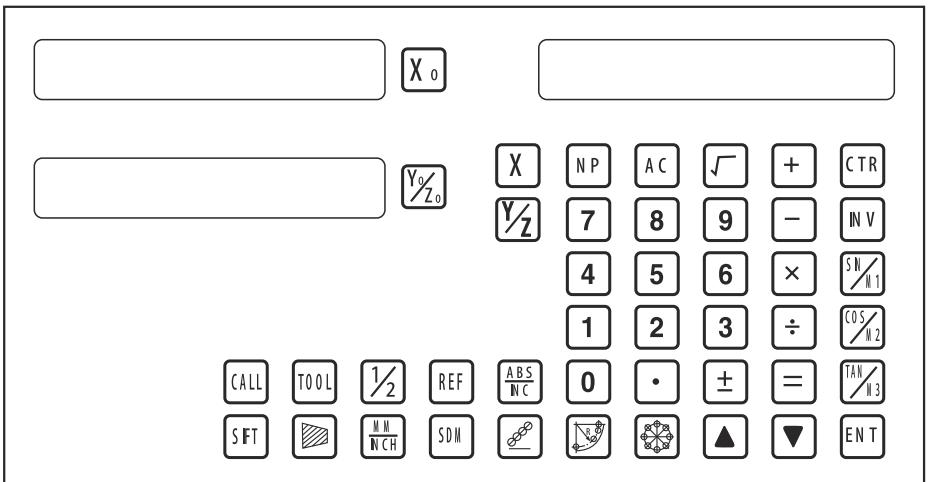 X0
X NP AC √ + CTR
Y0/Z0
Y/Z 7 8 9 − INV
4 5 6 × SIN/M1
1 2 3 ÷ COS/M2
CALL TOOL 1/2 REF ABS/INC 0 · ± = TAN/M3
SIFT MM/INCH SDM R ▲ ▼ ENT